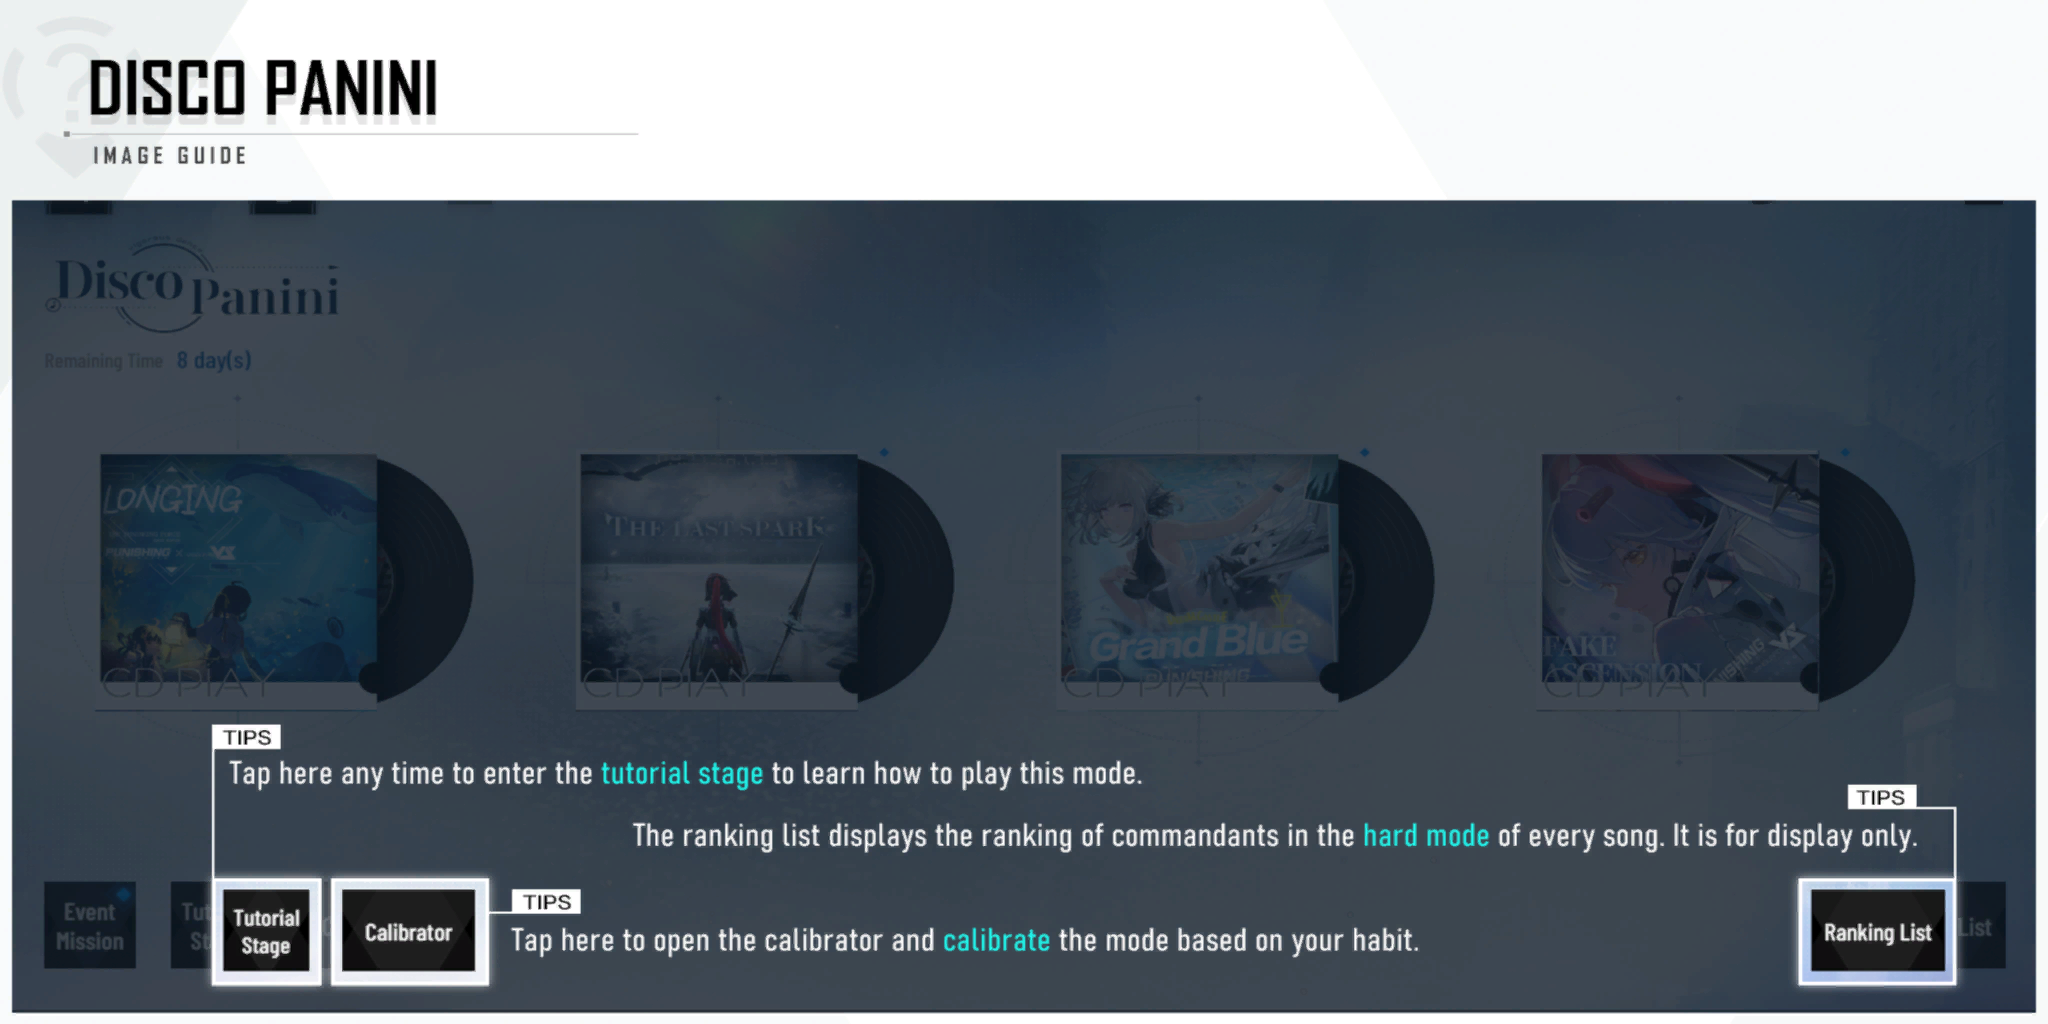 DISCO PANINI
IMAGE GUIDE
Disco Panini
Remaining Time 8 day(s)
LONGING
PUNISHING X
CD PLAY
THE LAST SPARK
CD PLAY
Grand Blue
PUNISHING
CD PLAY
FAKE
ASCENSION
CD PLAY
TIPS
Tap here any time to enter the tutorial stage to learn how to play this mode.
TIPS
The ranking list displays the ranking of commandants in the hard mode of every song. It is for display only.
Event
Mission
Tutorial
Stage
Calibrator
TIPS
Tap here to open the calibrator and calibrate the mode based on your habit.
Ranking List
List